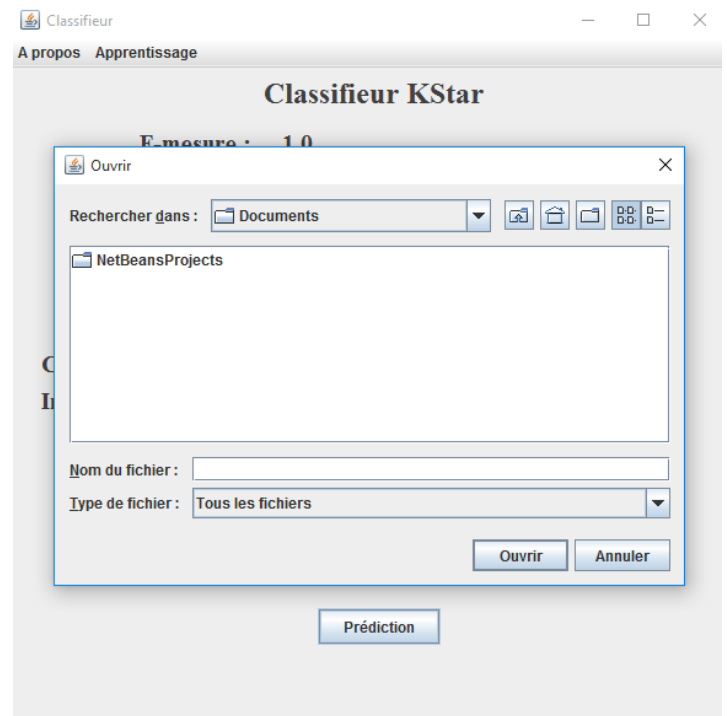 Classifieur
A propos Apprentissage
Classifieur KStar
F-mesure : 1.0
Ouvrir
Rechercher dans : Documents
NetBeansProjects
Nom du fichier :
Type de fichier : Tous les fichiers
Ouvrir Annuler
Prédiction